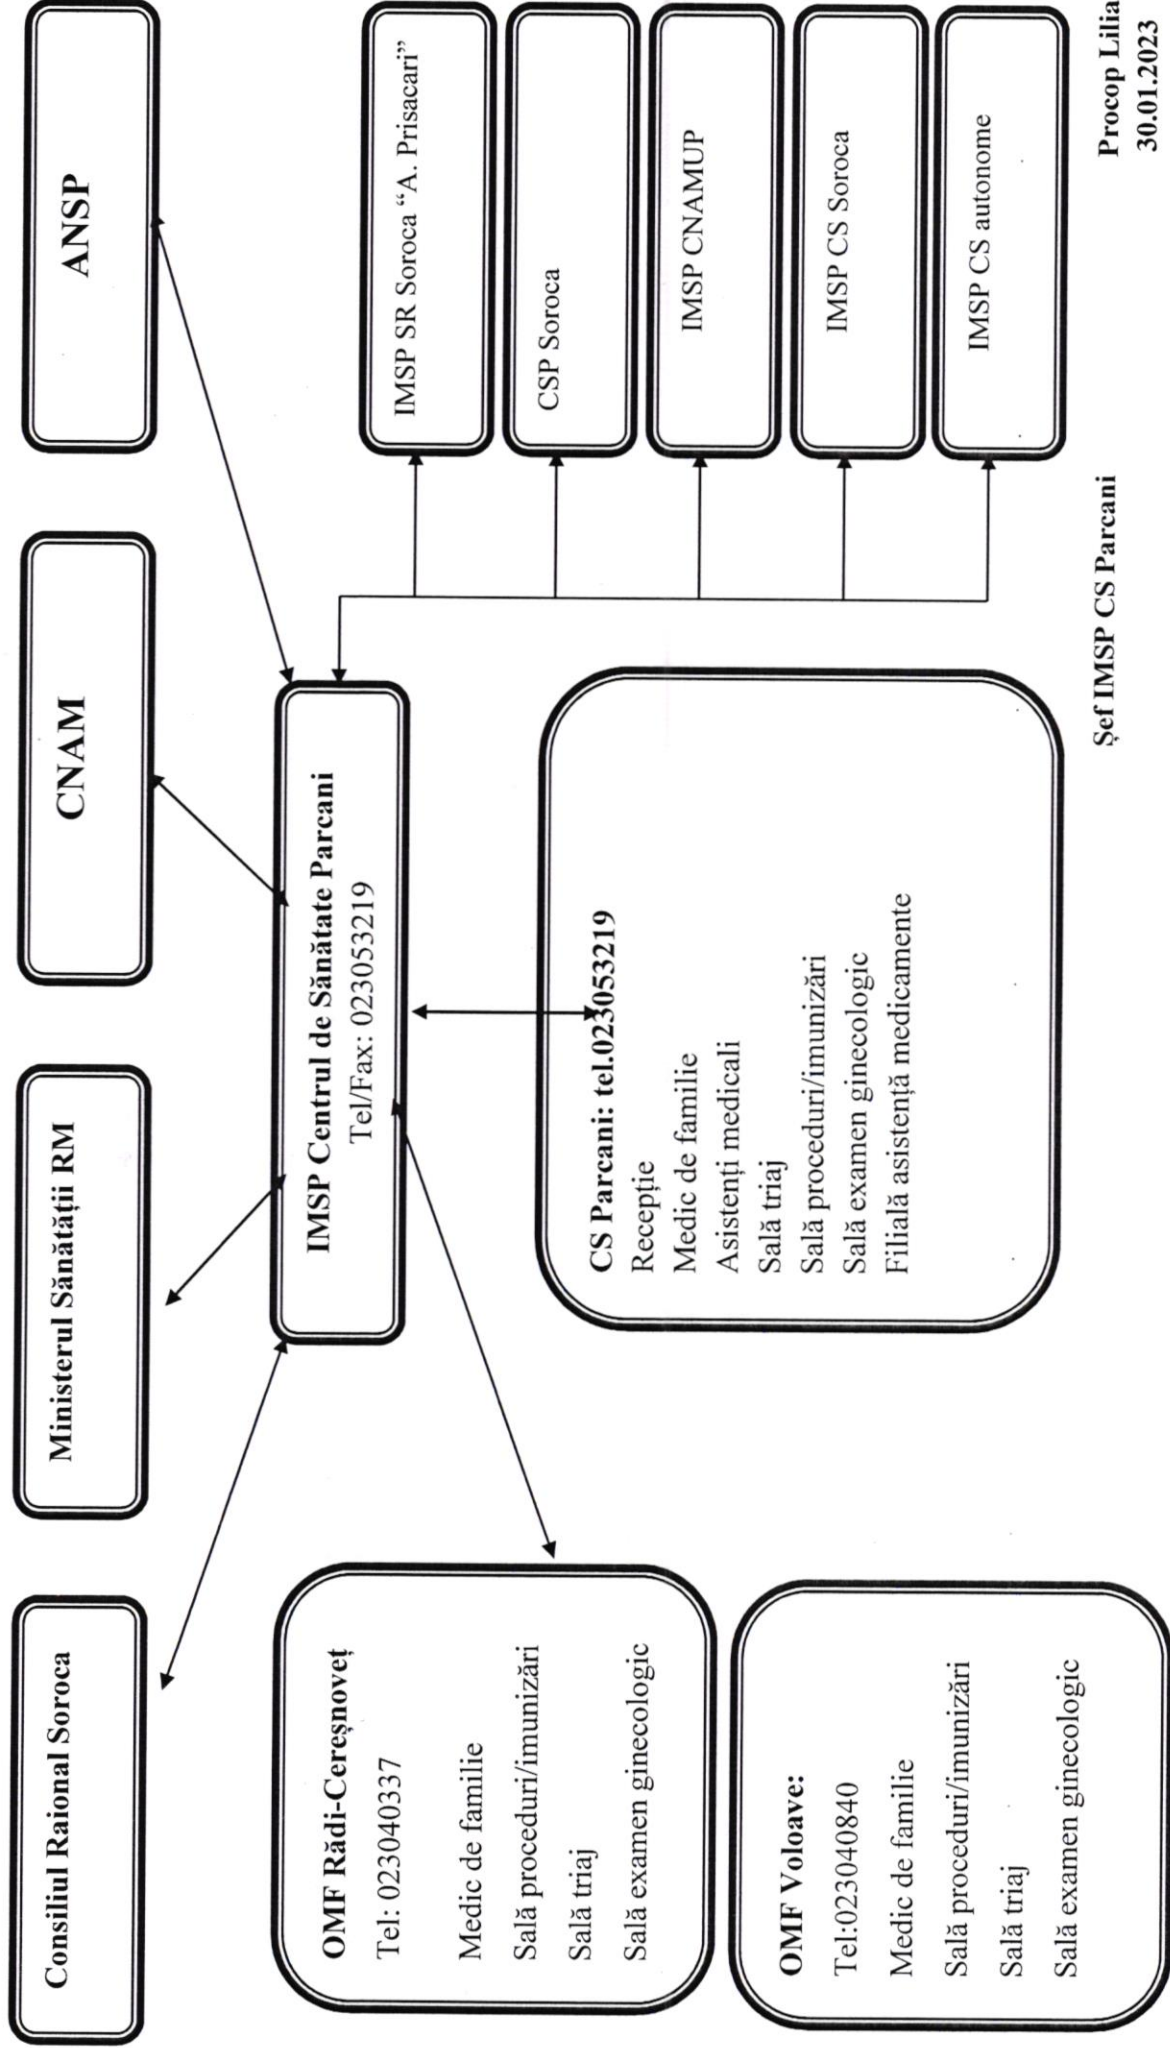 Consiliul Raional Soroca
Ministerul Sănătății RM
CNAM
ANSP
IMSP Centrul de Sănătate Parcani
Tel/Fax: 023053219
OMF Rădi-Cereșnoveț
Tel: 023040337
Medic de familie
Sală proceduri/imunizări
Sală triaj
Sală examen ginecologic
OMF Voloave:
Tel:023040840
Medic de familie
Sală proceduri/imunizări
Sală triaj
Sală examen ginecologic
CS Parcani: tel.023053219
Recepție
Medic de familie
Asistenți medicali
Sală triaj
Sală proceduri/imunizări
Sală examen ginecologic
Filială asistență medicamente
IMSP SR Soroca “A. Prisacari”
CSP Soroca
IMSP CNAMUP
IMSP CS Soroca
IMSP CS autonome
Șef IMSP CS Parcani
Procop Lilia
30.01.2023